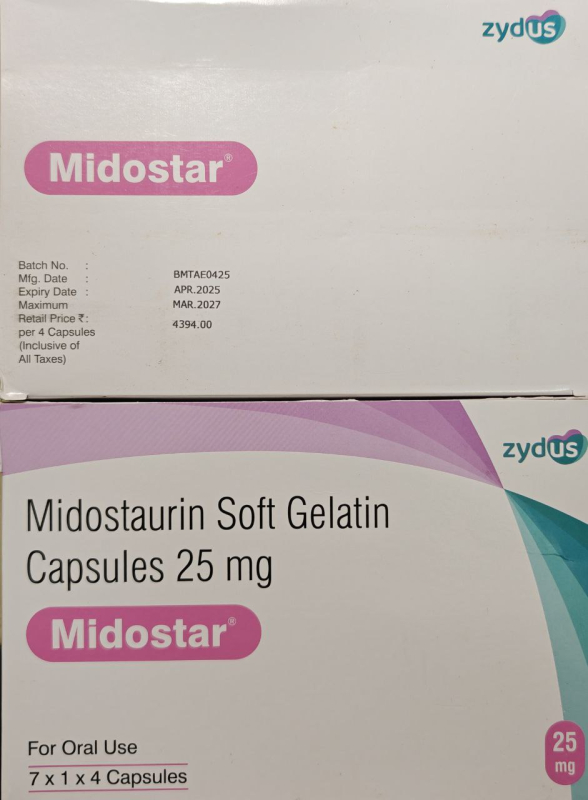 zydus
Midostar®
Batch No. : BMTAE0425
Mfg. Date : APR.2025
Expiry Date : MAR.2027
Maximum
Retail Price ₹: 4394.00
per 4 Capsules
(Inclusive of
All Taxes)
zydus
Midostaurin Soft Gelatin
Capsules 25 mg
Midostar®
For Oral Use
7 x 1 x 4 Capsules
25
mg